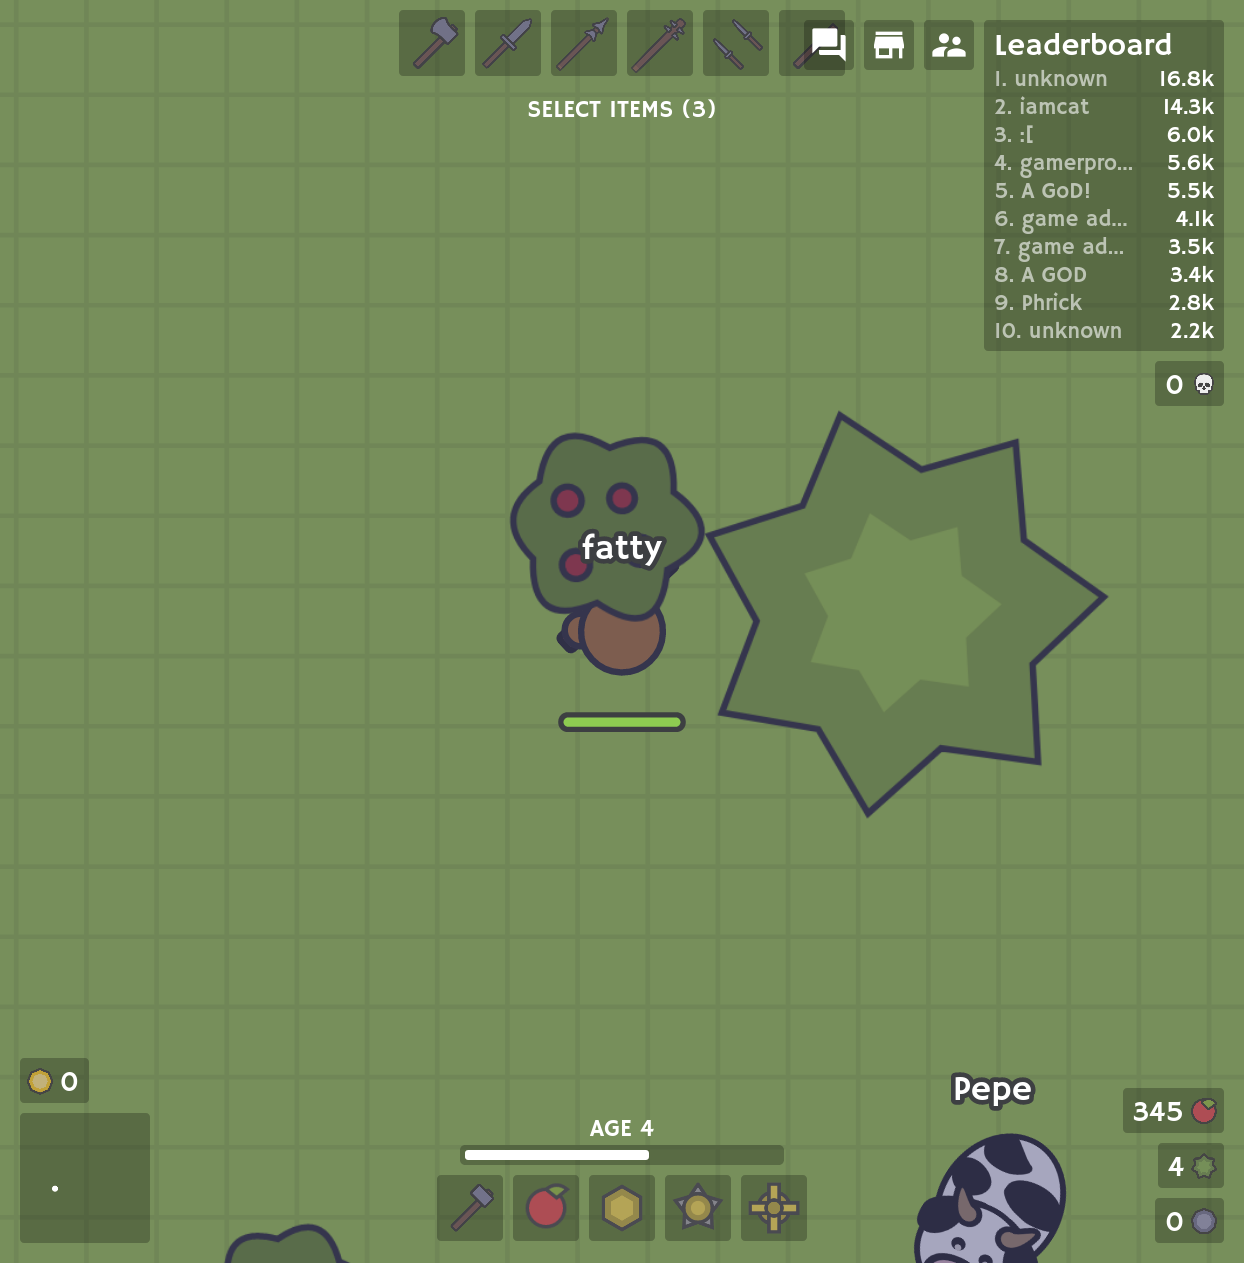 SELECT ITEMS (3)
Leaderboard
1. unknown 16.8k
2. iamcat 14.3k
3. :[ 6.0k
4. gamerpro... 5.6k
5. A GoD! 5.5k
6. game ad... 4.1k
7. game ad... 3.5k
8. A GOD 3.4k
9. Phrick 2.8k
10. unknown 2.2k
0
fatty
0
Pepe
345
AGE 4
4
0